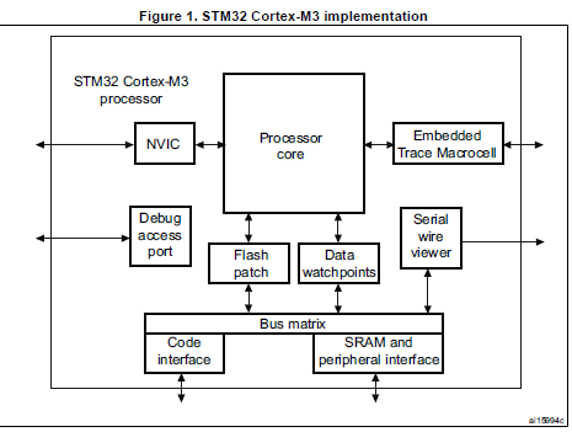 Figure 1. STM32 Cortex-M3 implementation
STM32 Cortex-M3
processor
NVIC
Processor
core
Embedded
Trace Macrocell
Debug
access
port
Flash
patch
Data
watchpoints
Serial
wire
viewer
Bus matrix
Code
interface
SRAM and
peripheral interface
ai15994c